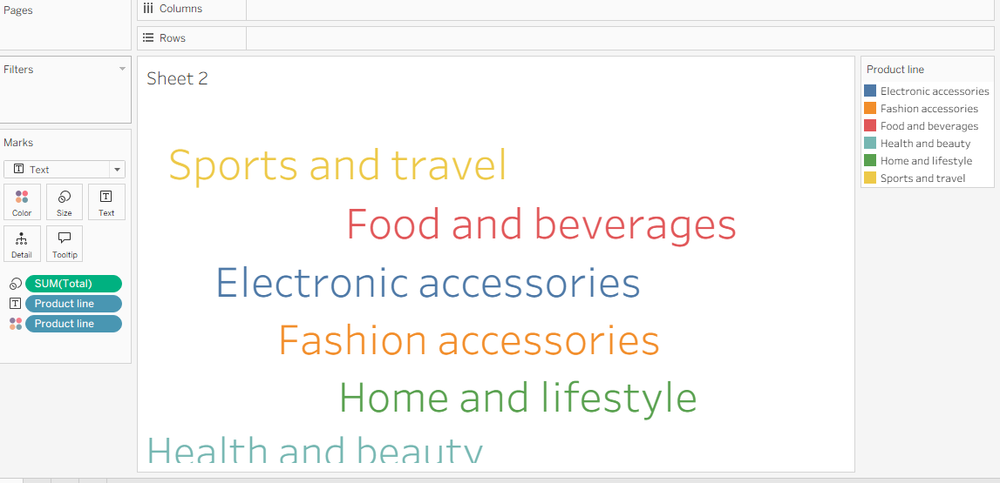 Pages
Columns
Rows
Filters
Sheet 2
Product line
Electronic accessories
Fashion accessories
Food and beverages
Health and beauty
Home and lifestyle
Sports and travel
Marks
Text
Color
Size
Text
Detail
Tooltip
SUM(Total)
Product line
Product line
Sports and travel
Food and beverages
Electronic accessories
Fashion accessories
Home and lifestyle
Health and beauty